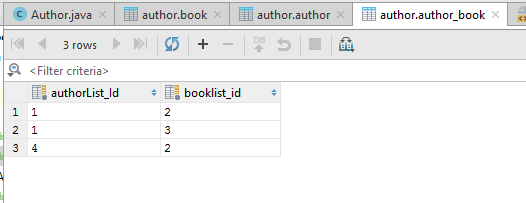 Author.java author.book author.author author.author_book
3 rows DB
<Filter criteria>
authorList_Id booklist_id
1 1 2
2 1 3
3 4 2